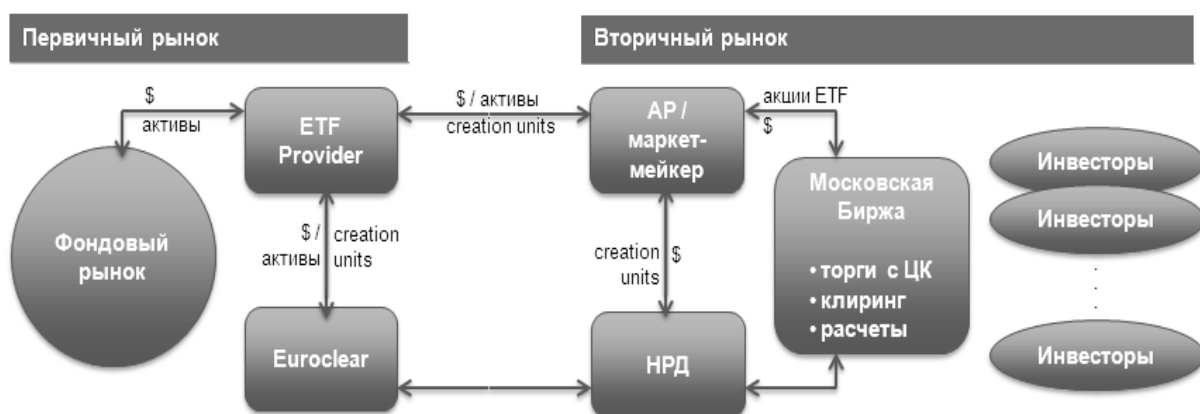 Первичный рынок
Вторичный рынок
$
активы
ETF
Provider
$ / активы
creation units
AP /
маркет-
мейкер
акции ETF
$
Фондовый
рынок
$ /
активы
creation
units
creation
units
$
Московская
Биржа
• торги с ЦК
• клиринг
• расчеты
Инвесторы
Инвесторы
Инвесторы
Euroclear
НРД